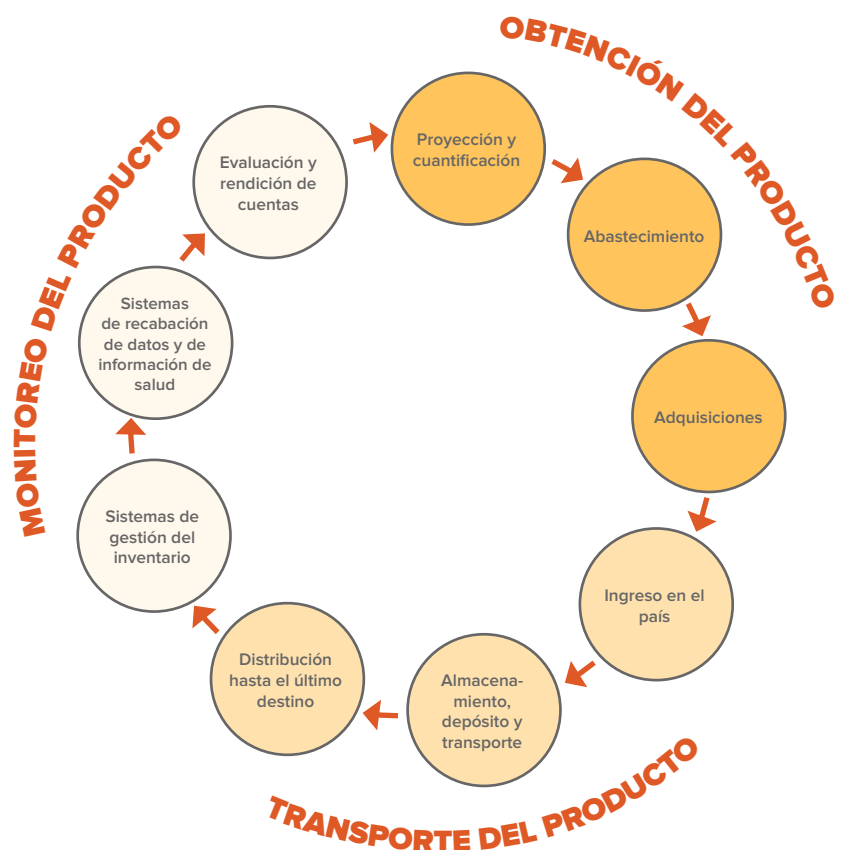 OBTENCIÓN DEL PRODUCTO
Proyección y
cuantificación
Abastecimiento
Adquisiciones
TRANSPORTE DEL PRODUCTO
Ingreso en el
país
Almacena-
miento,
depósito y
transporte
Distribución
hasta el último
destino
MONITOREO DEL PRODUCTO
Sistemas de
gestión del
inventario
Sistemas
de recabación
de datos y de
información de
salud
Evaluación y
rendición de
cuentas